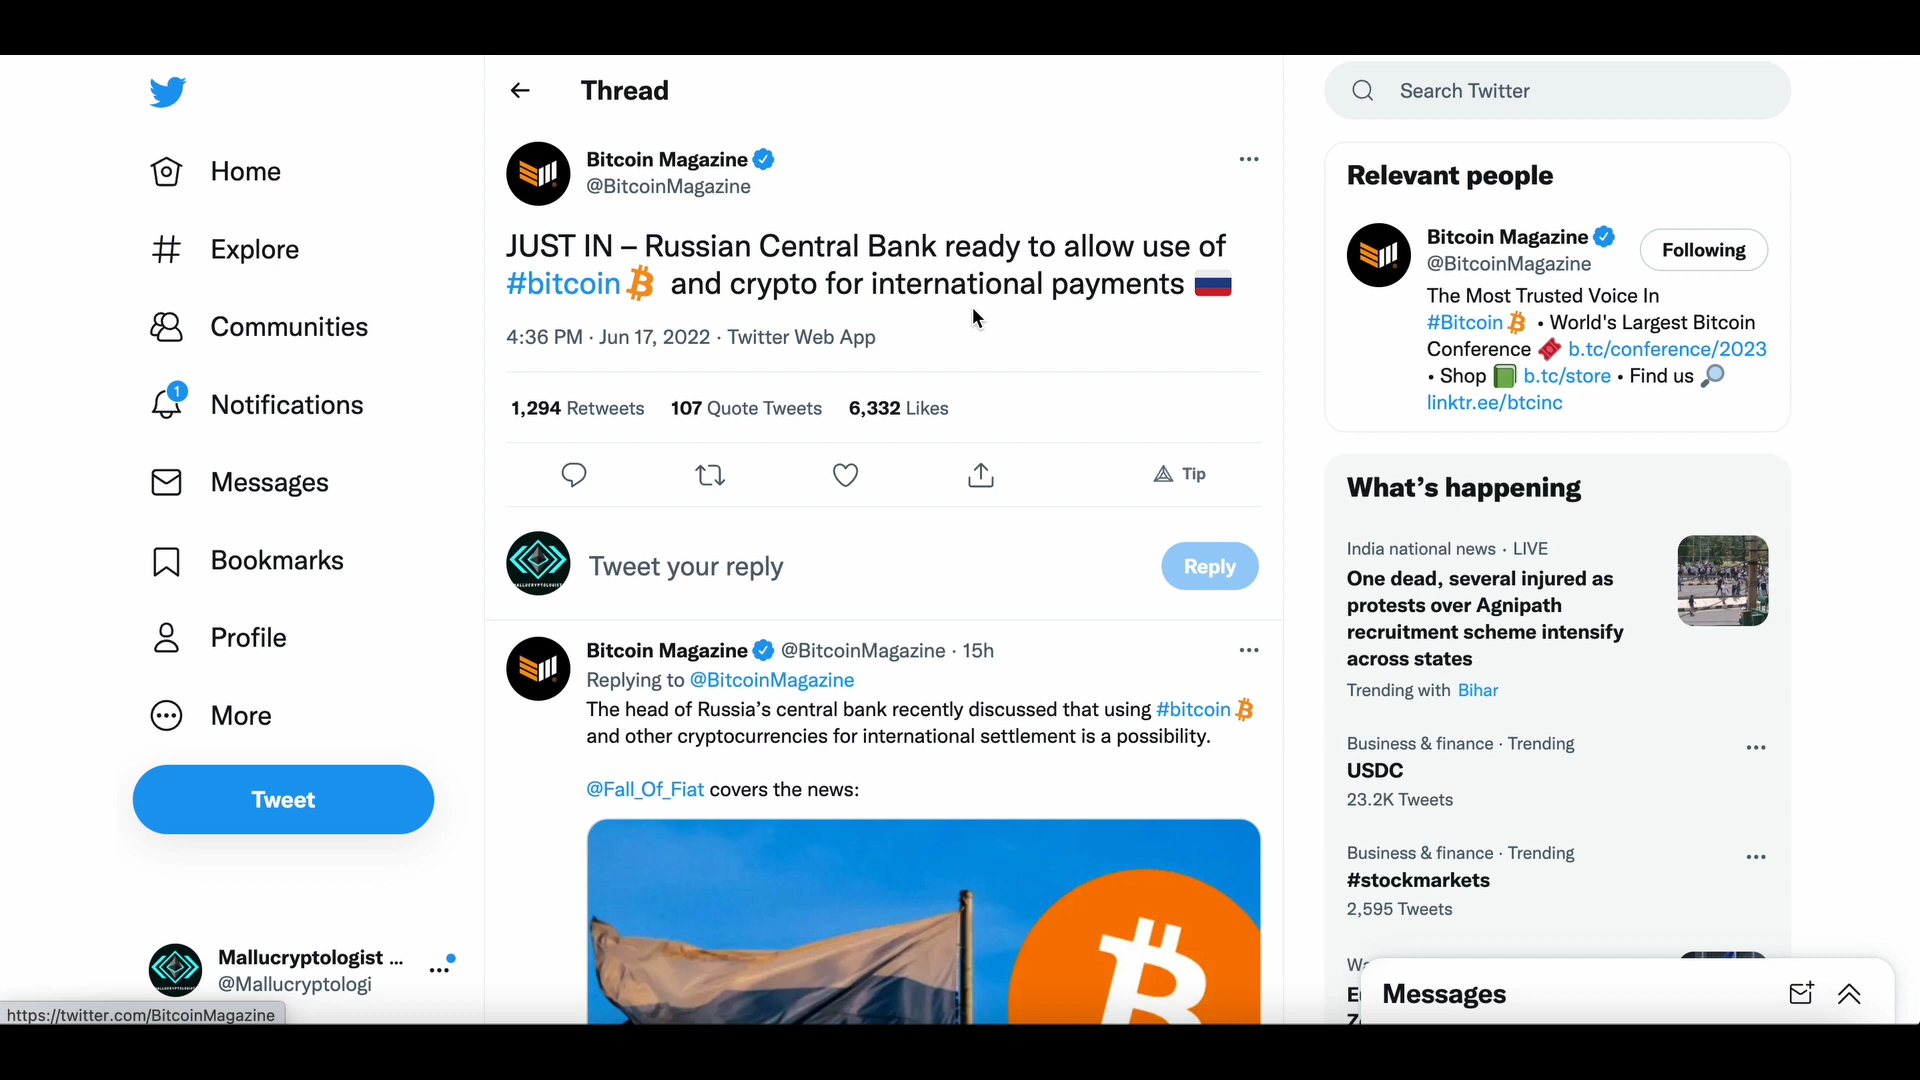 Home
Explore
Communities
1
Notifications
Messages
Bookmarks
Profile
More
Tweet
Mallucryptologist ...
@Mallucryptologi
https://twitter.com/BitcoinMagazine
Thread
Bitcoin Magazine
@BitcoinMagazine
JUST IN – Russian Central Bank ready to allow use of
#bitcoin and crypto for international payments
4:36 PM · Jun 17, 2022 · Twitter Web App
1,294 Retweets 107 Quote Tweets 6,332 Likes
Tip
Tweet your reply
Reply
Bitcoin Magazine @BitcoinMagazine · 15h
Replying to @BitcoinMagazine
The head of Russia’s central bank recently discussed that using #bitcoin
and other cryptocurrencies for international settlement is a possibility.
@Fall_Of_Fiat covers the news:
Search Twitter
Relevant people
Bitcoin Magazine
@BitcoinMagazine
Following
The Most Trusted Voice In
#Bitcoin • World's Largest Bitcoin
Conference b.tc/conference/2023
• Shop b.tc/store • Find us
linktr.ee/btcinc
What’s happening
India national news · LIVE
One dead, several injured as
protests over Agnipath
recruitment scheme intensify
across states
Trending with Bihar
Business & finance · Trending
USDC
23.2K Tweets
Business & finance · Trending
#stockmarkets
2,595 Tweets
Messages